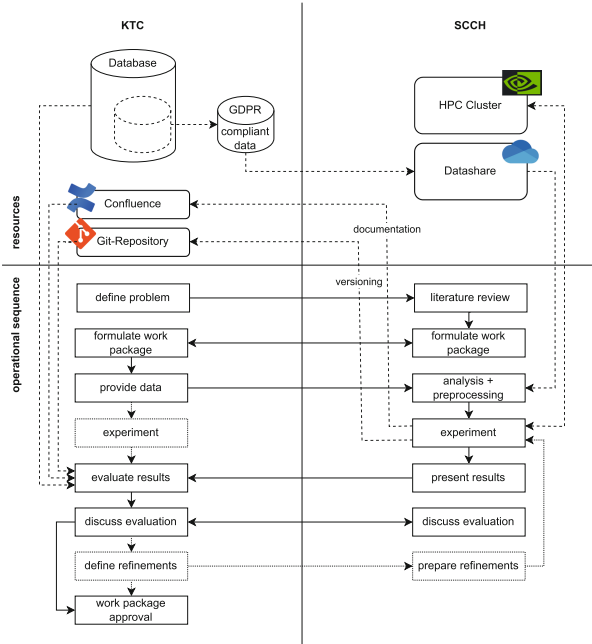 KTC
SCCH
Database
GDPR
compliant
data
HPC Cluster
Datashare
resources
Confluence
Git-Repository
documentation
versioning
operational sequence
define problem
literature review
formulate work
package
formulate work
package
provide data
analysis +
preprocessing
experiment
experiment
evaluate results
present results
discuss evaluation
discuss evaluation
define refinements
prepare refinements
work package
approval